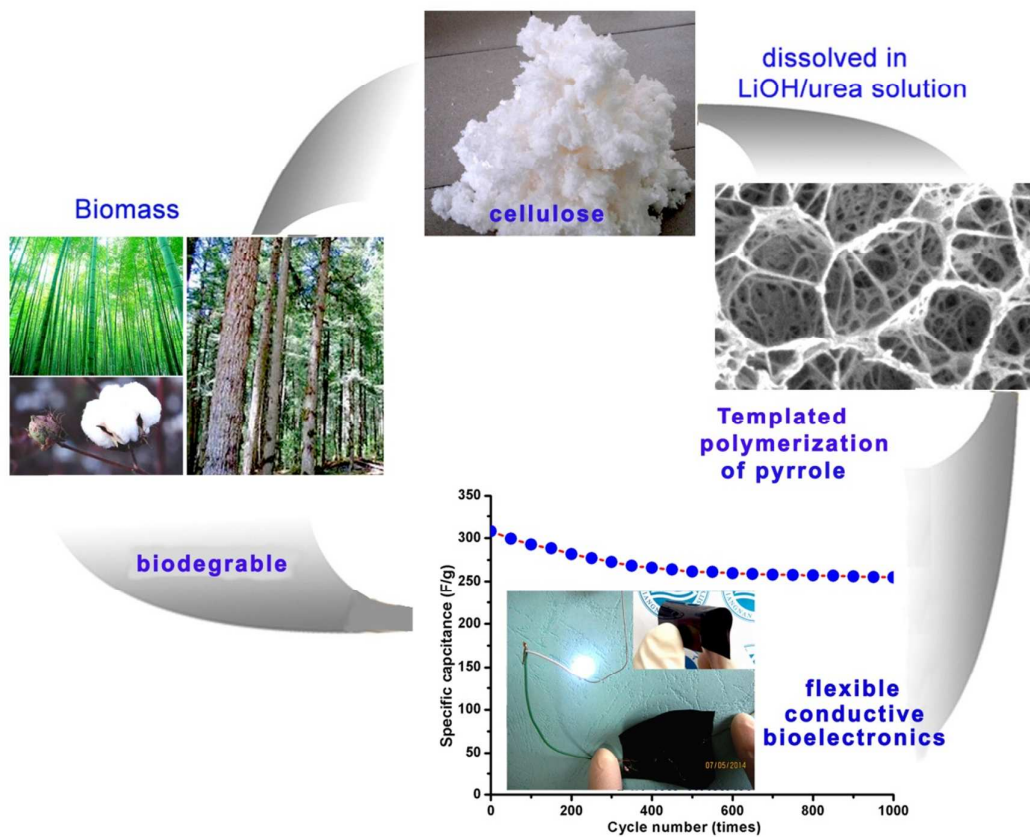 dissolved in
LiOH/urea solution
cellulose
Biomass
Templated
polymerization
of pyrrole
biodegrable
350
300
250
200
150
100
50
0
Specific capcitance (F/g)
07/05/2014
flexible
conductive
bioelectronics
0
200
400
600
800
1000
Cycle number (times)